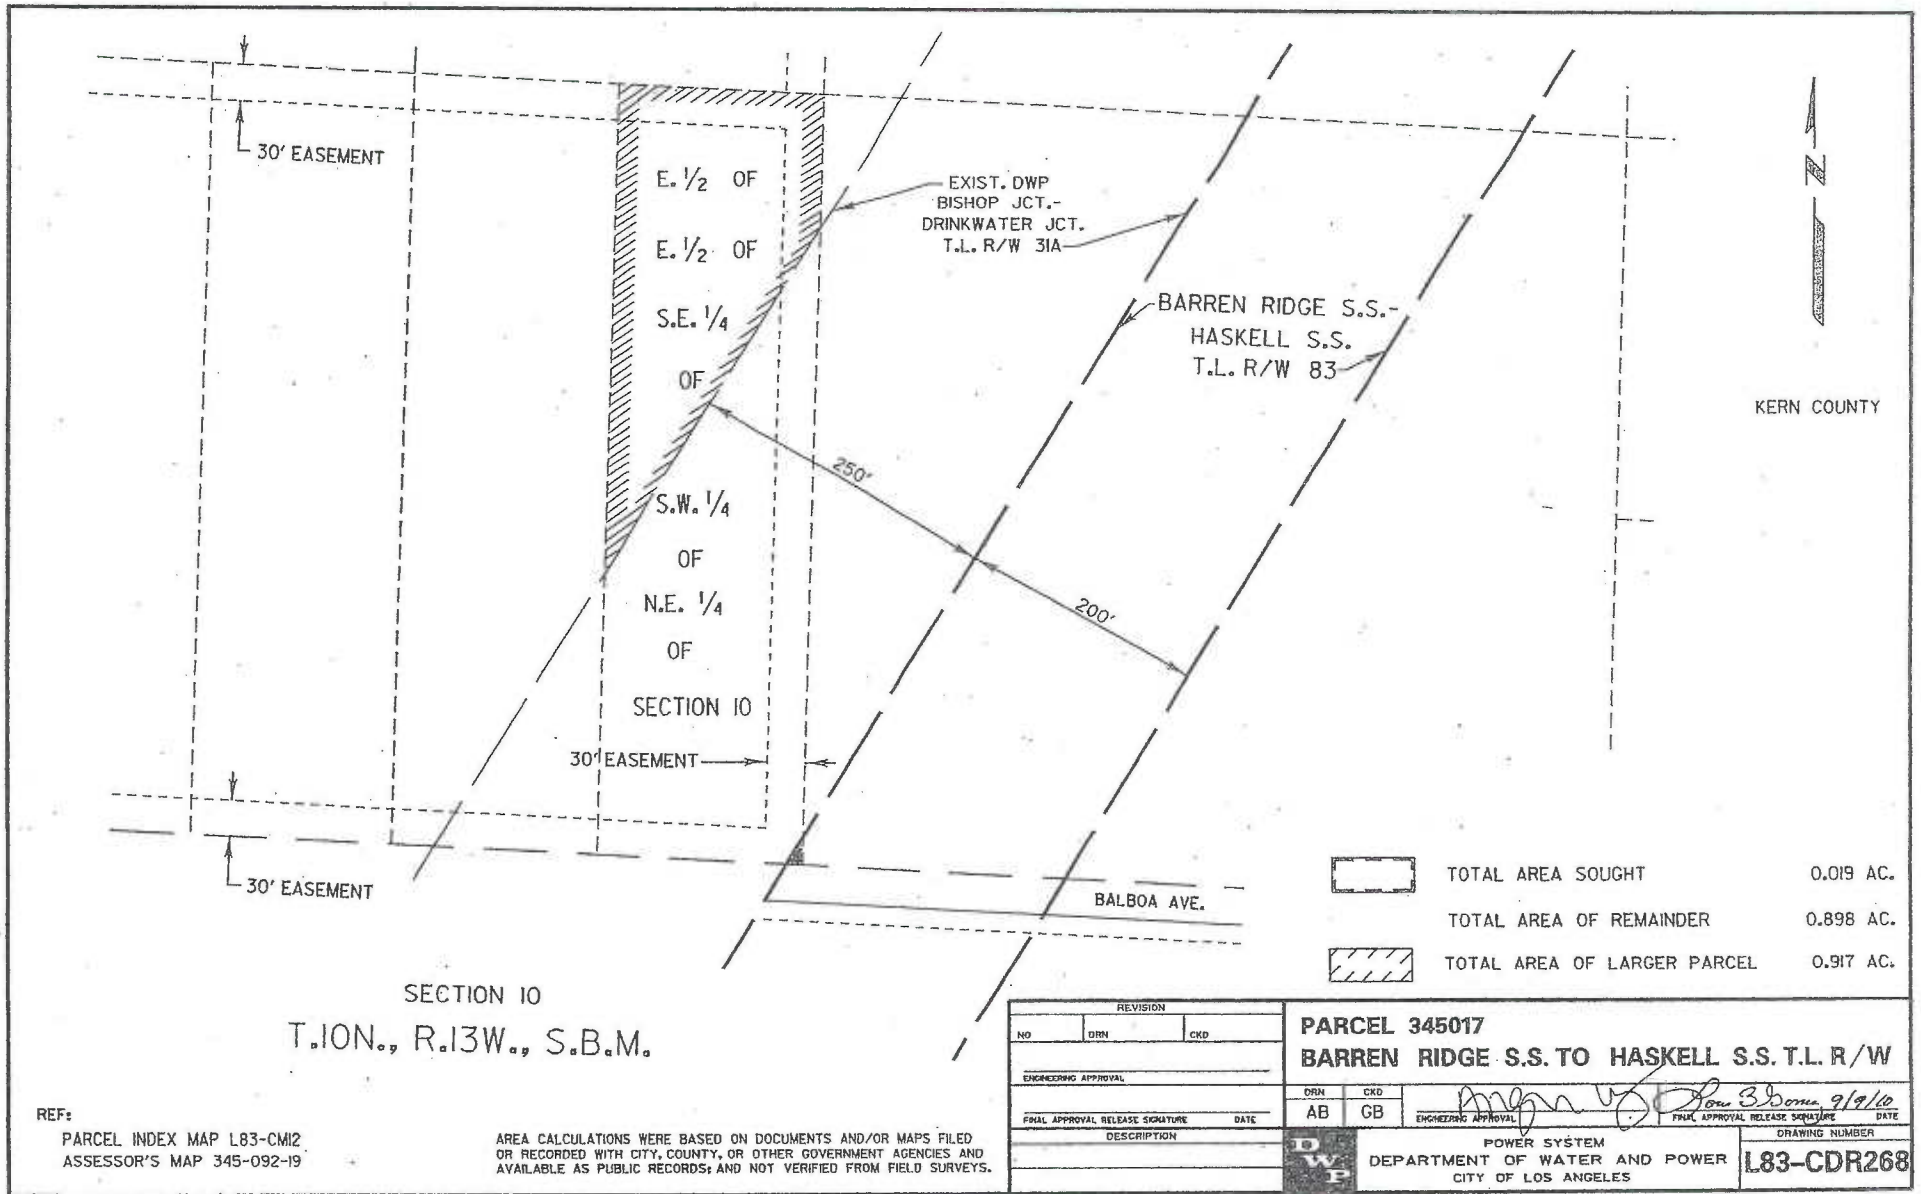 30' EASEMENT
E. 1/2 OF
E. 1/2 OF
S.E. 1/4
OF
S.W. 1/4
OF
N.E. 1/4
OF
SECTION 10
EXIST. DWP
BISHOP JCT.-
DRINKWATER JCT.
T.L. R/W 31A
BARREN RIDGE S.S.-
HASKELL S.S.
T.L. R/W 83
N
KERN COUNTY
250'
200'
30' EASEMENT
30' EASEMENT
BALBOA AVE.
TOTAL AREA SOUGHT 0.019 AC.
TOTAL AREA OF REMAINDER 0.898 AC.
TOTAL AREA OF LARGER PARCEL 0.917 AC.
SECTION 10
T.10N., R.13W., S.B.M.
REF:
PARCEL INDEX MAP L83-CM12
ASSESSOR'S MAP 345-092-19
AREA CALCULATIONS WERE BASED ON DOCUMENTS AND/OR MAPS FILED
OR RECORDED WITH CITY, COUNTY, OR OTHER GOVERNMENT AGENCIES AND
AVAILABLE AS PUBLIC RECORDS; AND NOT VERIFIED FROM FIELD SURVEYS.
REVISION
NO DRN CKD
ENGINEERING APPROVAL
FINAL APPROVAL RELEASE SIGNATURE DATE
DESCRIPTION
PARCEL 345017
BARREN RIDGE S.S. TO HASKELL S.S. T.L. R/W
DRN CKD
AB GB
ENGINEERING APPROVAL
9/9/10
FINAL APPROVAL RELEASE SIGNATURE DATE
DWP
POWER SYSTEM
DEPARTMENT OF WATER AND POWER
CITY OF LOS ANGELES
DRAWING NUMBER
L83-CDR268